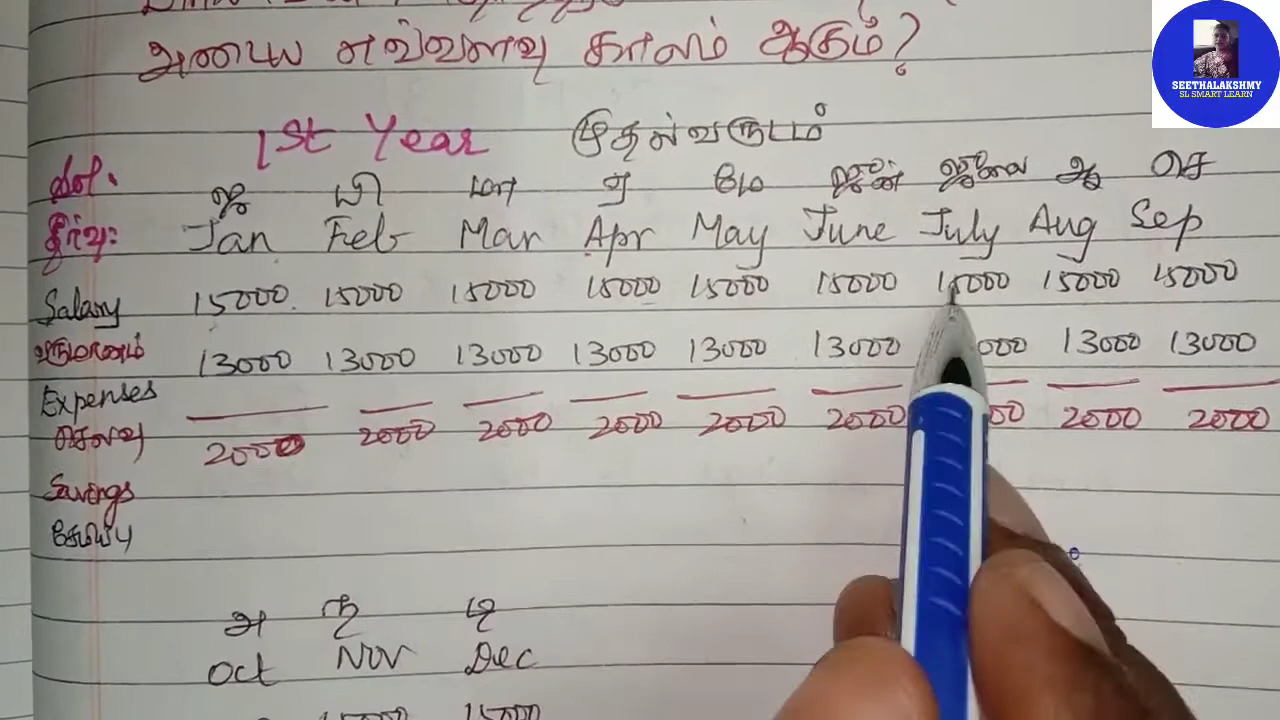 அடைய எவ்வளவு காலம் ஆகும்?
1st Year முதல்வருடம்
ஜ பி மா ஏ மே ஜூன் ஜூலை ஆ செ
தீர்வு: Jan Feb Mar Apr May June July Aug Sep
Salary 15000 15000 15000 15000 15000 15000 15000 15000 15000
வருமானம் 13000 13000 13000 13000 13000 13000 000 13000 13000
Expenses
செலவு 2000 2000 2000 2000 2000 2000 00 2000 2000
Savings
சேமிப்பு
அ ந டி
Oct Nov Dec
15000 15000
SEETHALAKSHMY
SL SMART LEARN